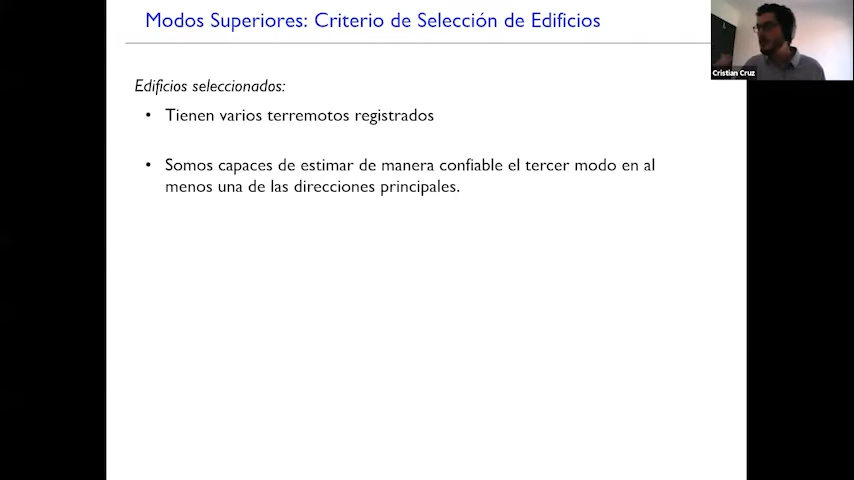 Modos Superiores: Criterio de Selección de Edificios
Cristian Cruz
Edificios seleccionados:
• Tienen varios terremotos registrados
• Somos capaces de estimar de manera confiable el tercer modo en al
menos una de las direcciones principales.